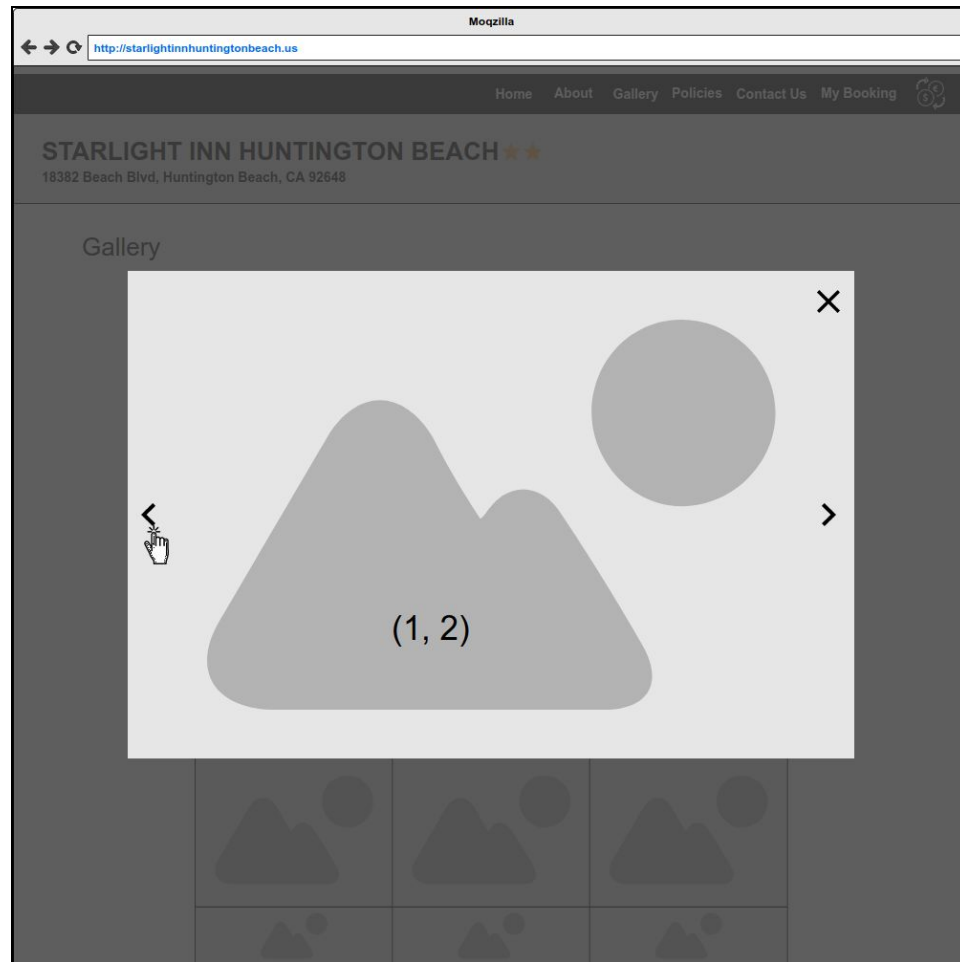 Moqzilla
http://starlightinnhuntingtonbeach.us
Home About Gallery Policies Contact Us My Booking
STARLIGHT INN HUNTINGTON BEACH
18382 Beach Blvd, Huntington Beach, CA 92648
Gallery
(1, 2)